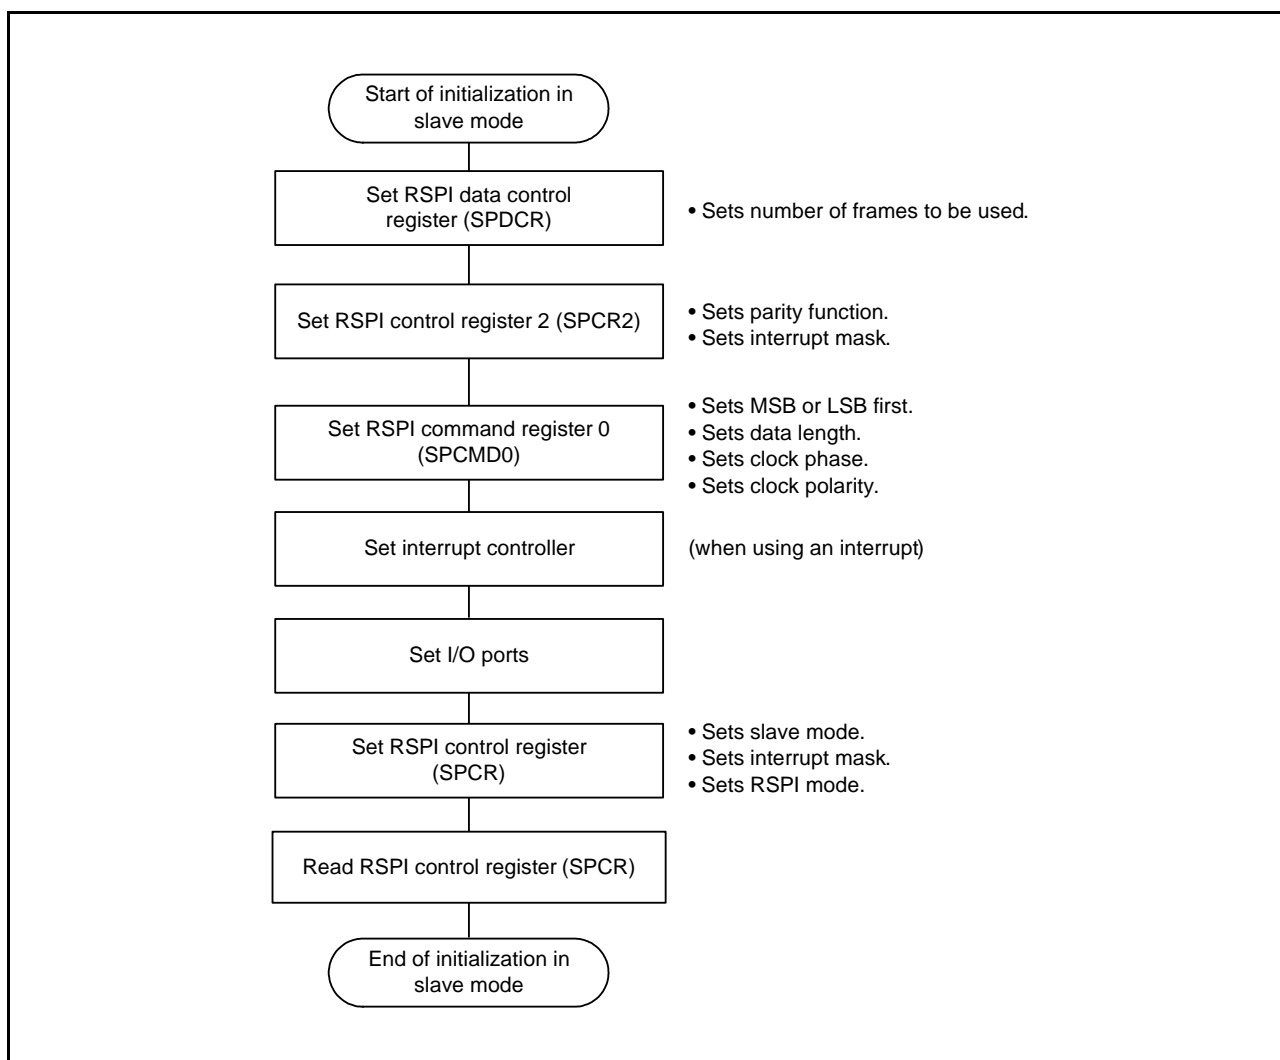 Start of initialization in
slave mode
Set RSPI data control
register (SPDCR)
• Sets number of frames to be used.
Set RSPI control register 2 (SPCR2)
• Sets parity function.
• Sets interrupt mask.
Set RSPI command register 0
(SPCMD0)
• Sets MSB or LSB first.
• Sets data length.
• Sets clock phase.
• Sets clock polarity.
Set interrupt controller
(when using an interrupt)
Set I/O ports
Set RSPI control register
(SPCR)
• Sets slave mode.
• Sets interrupt mask.
• Sets RSPI mode.
Read RSPI control register (SPCR)
End of initialization in
slave mode